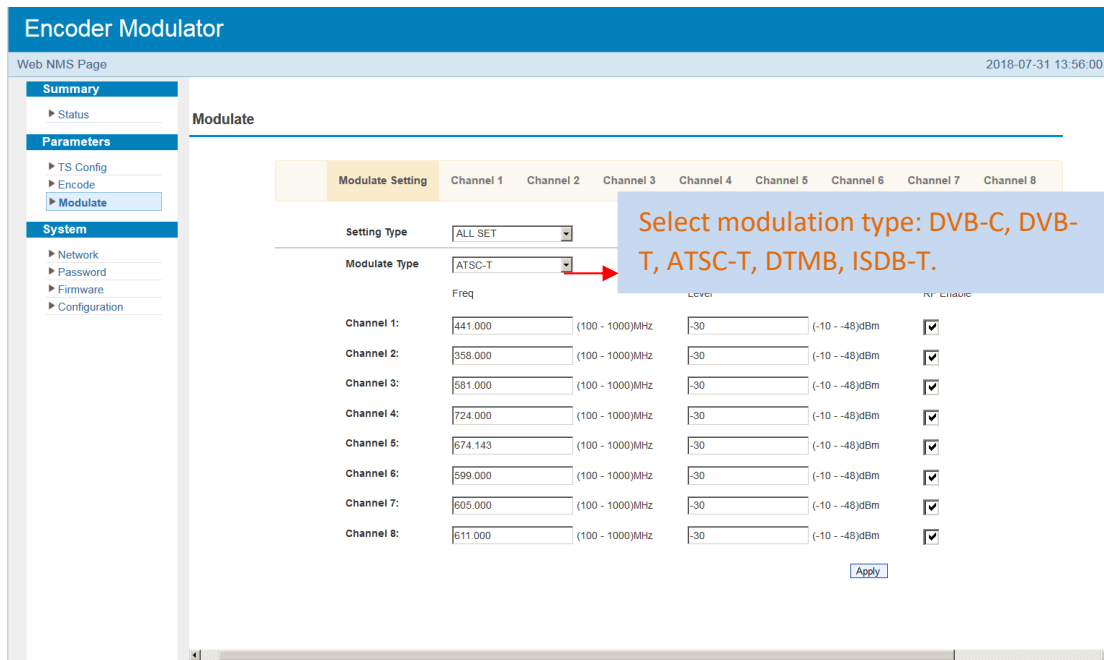 Encoder Modulator
Web NMS Page 2018-07-31 13:56:00
Summary
Status
Parameters
TS Config
Encode
Modulate
System
Network
Password
Firmware
Configuration
Modulate
Modulate Setting Channel 1 Channel 2 Channel 3 Channel 4 Channel 5 Channel 6 Channel 7 Channel 8
Setting Type ALL SET
Modulate Type ATSC-T
Select modulation type: DVB-C, DVB-
T, ATSC-T, DTMB, ISDB-T.
Freq Level RF Enable
Channel 1: 441.000 (100 - 1000)MHz -30 (-10 - -48)dBm
Channel 2: 358.000 (100 - 1000)MHz -30 (-10 - -48)dBm
Channel 3: 581.000 (100 - 1000)MHz -30 (-10 - -48)dBm
Channel 4: 724.000 (100 - 1000)MHz -30 (-10 - -48)dBm
Channel 5: 674.143 (100 - 1000)MHz -30 (-10 - -48)dBm
Channel 6: 599.000 (100 - 1000)MHz -30 (-10 - -48)dBm
Channel 7: 605.000 (100 - 1000)MHz -30 (-10 - -48)dBm
Channel 8: 611.000 (100 - 1000)MHz -30 (-10 - -48)dBm
Apply